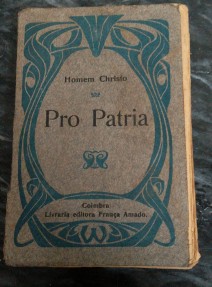 Homem Christo
Pro Patria
Coimbra
Livraria editora França Amado.